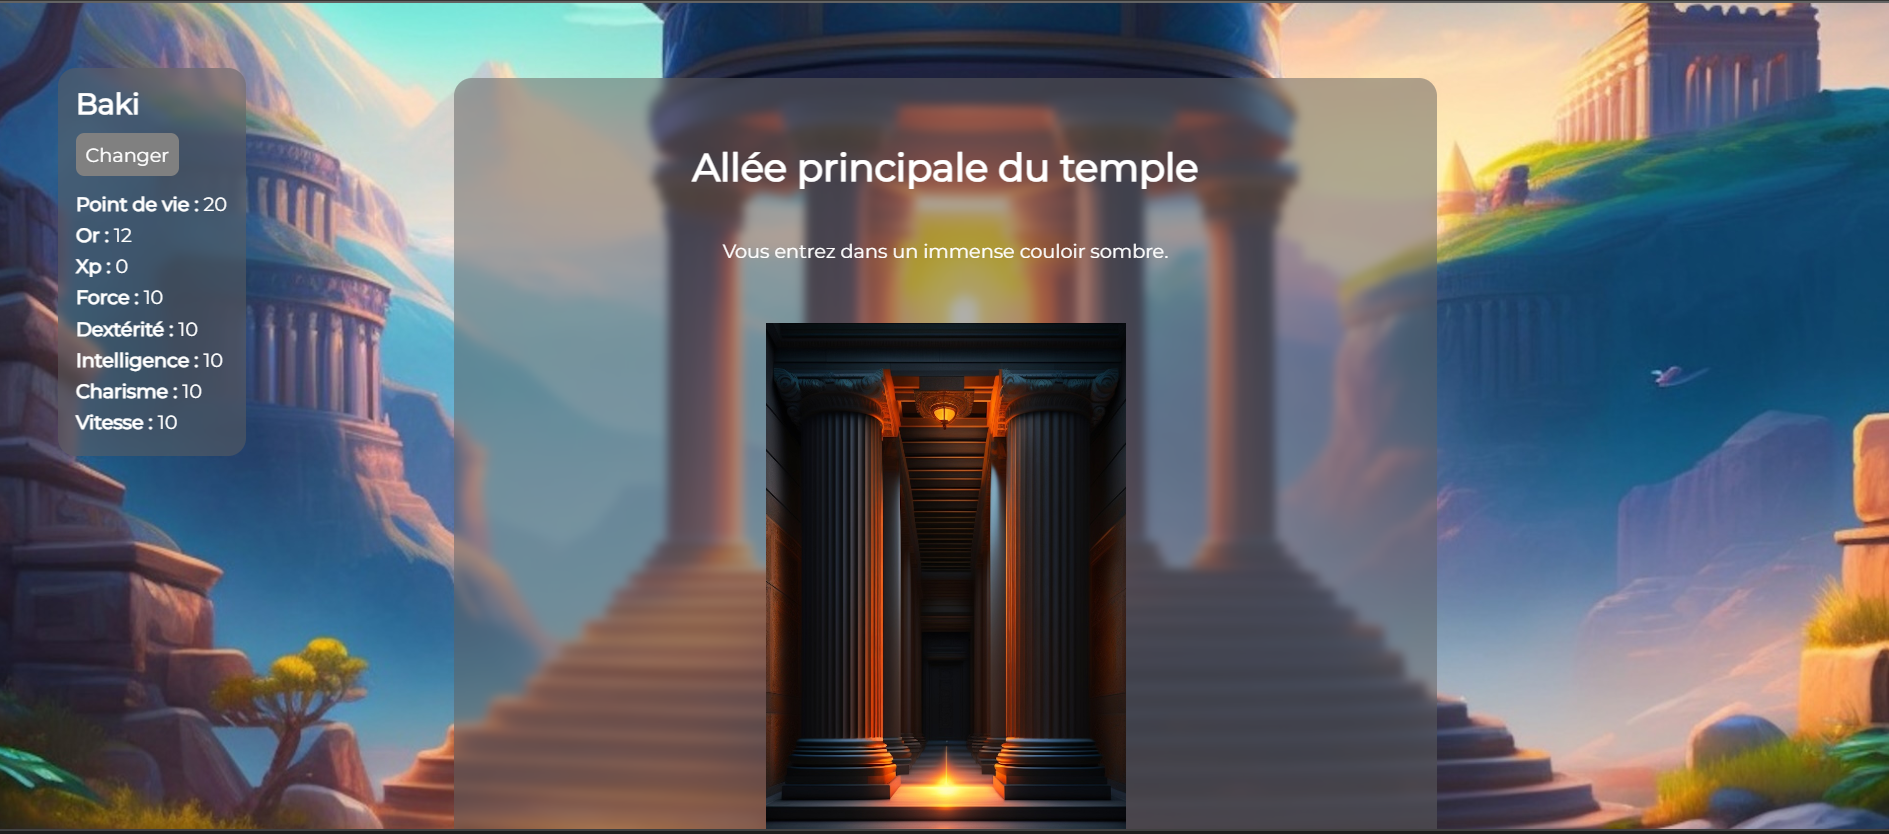 Baki
Changer
Point de vie : 20
Or : 12
Xp : 0
Force : 10
Dextérité : 10
Intelligence : 10
Charisme : 10
Vitesse : 10
Allée principale du temple
Vous entrez dans un immense couloir sombre.